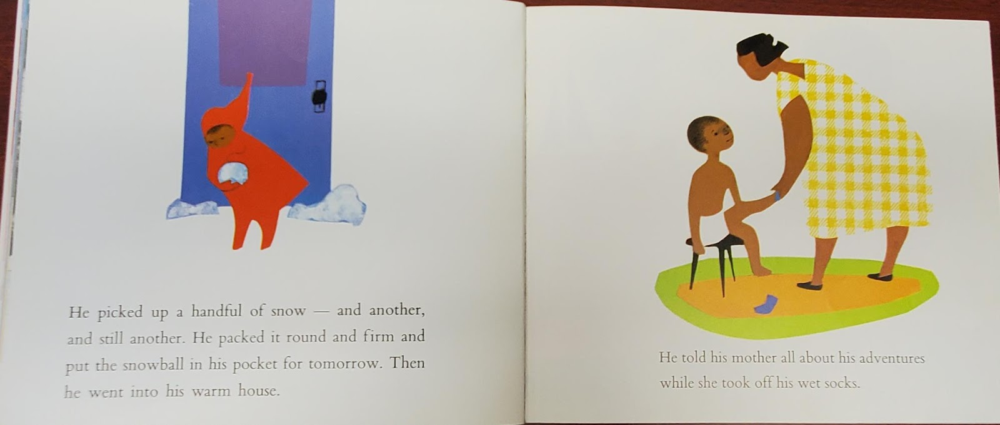 He picked up a handful of snow — and another,
and still another. He packed it round and firm and
put the snowball in his pocket for tomorrow. Then
he went into his warm house.
He told his mother all about his adventures
while she took off his wet socks.